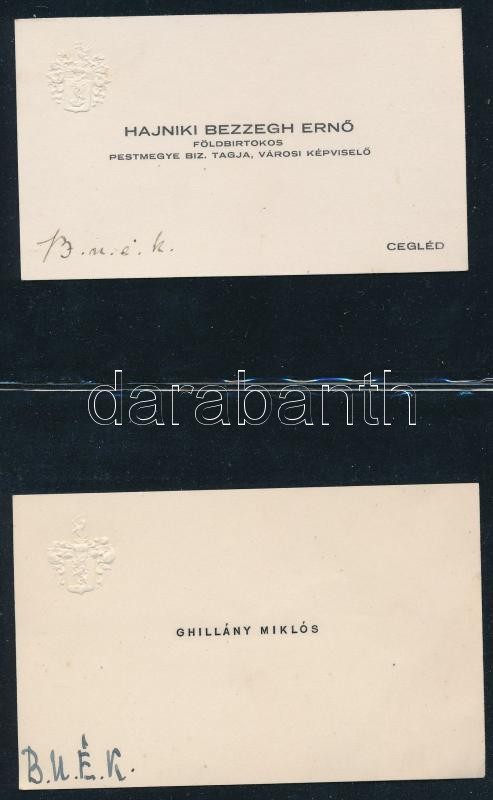 HAJNIKI BEZZEGH ERNŐ
FÖLDBIRTOKOS
PESTMEGYE BIZ. TAGJA, VÁROSI KÉPVISELŐ
B.u.é.k.
CEGLÉD
darabanth
GHILLÁNY MIKLÓS
B.U.É.K.